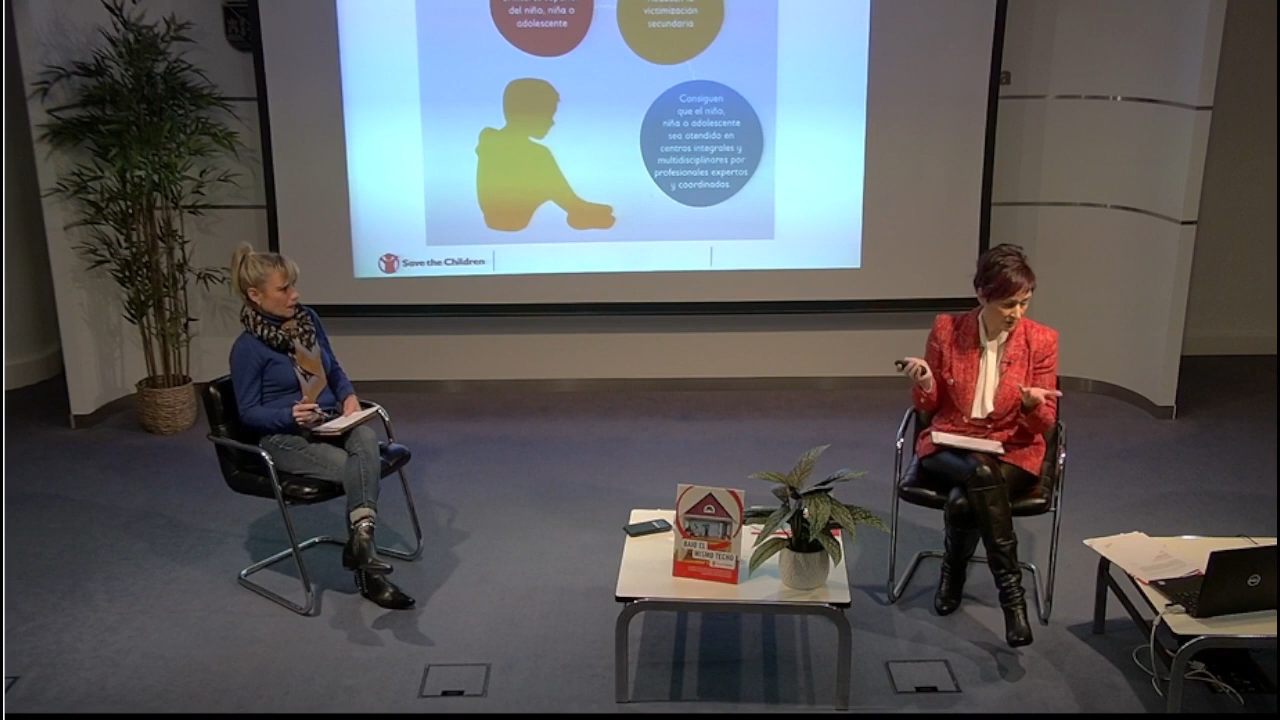 del niño, niña o
adolescente
victimización
secundaria
Consiguen
que el niño,
niña o adolescente
sea atendido en
centros integrales y
multidisciplinares por
profesionales expertos
y coordinados
Save the Children
BAJO EL
MISMO TECHO
DELL